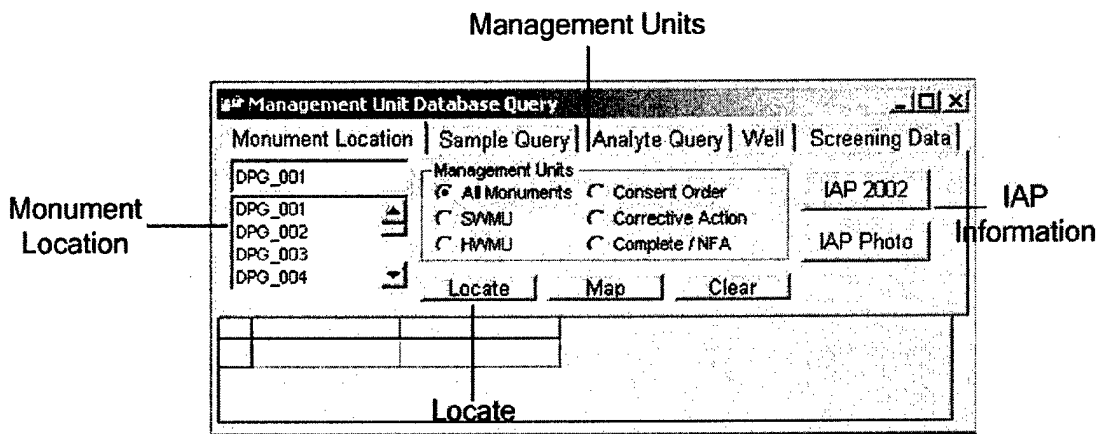 Management Units
Management Unit Database Query
Monument Location
Sample Query
Analyte Query
Well
Screening Data
DPG_001
DPG_001
DPG_002
DPG_003
DPG_004
Management Units
All Monuments
Consent Order
SWMU
Corrective Action
HWMU
Complete / NFA
IAP 2002
IAP Photo
Locate
Map
Clear
Monument
Location
IAP
Information
Locate